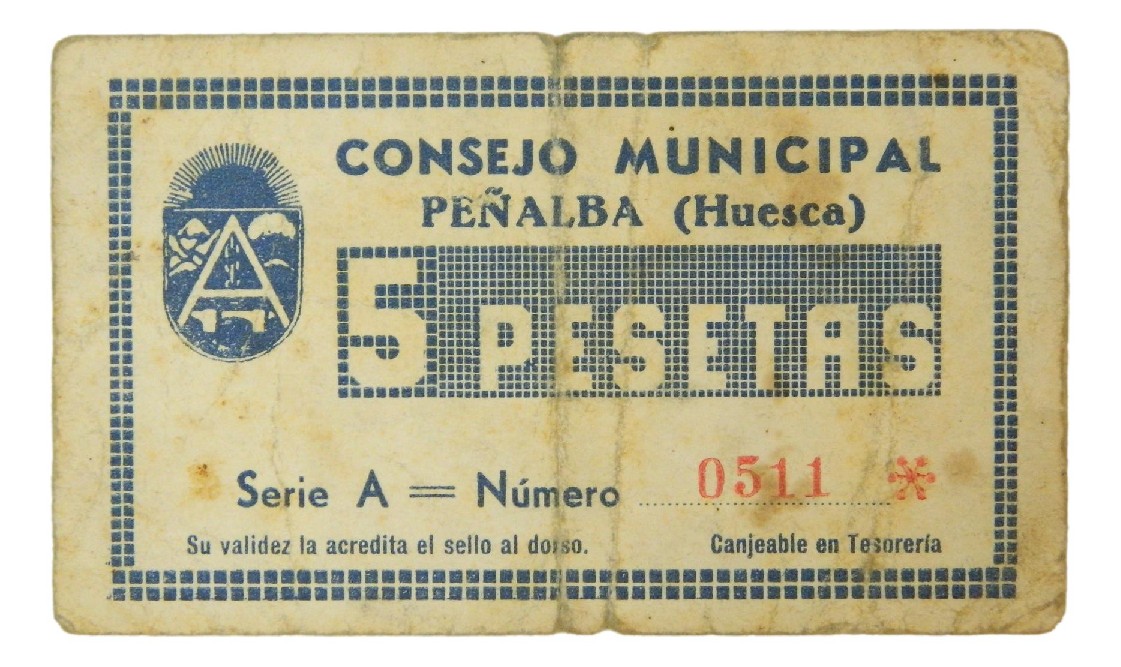 CONSEJO MUNICIPAL
PEÑALBA (Huesca)
5 PESETAS
Serie A = Número 0511 *
Su validez la acredita el sello al dorso. Canjeable en Tesorería
A